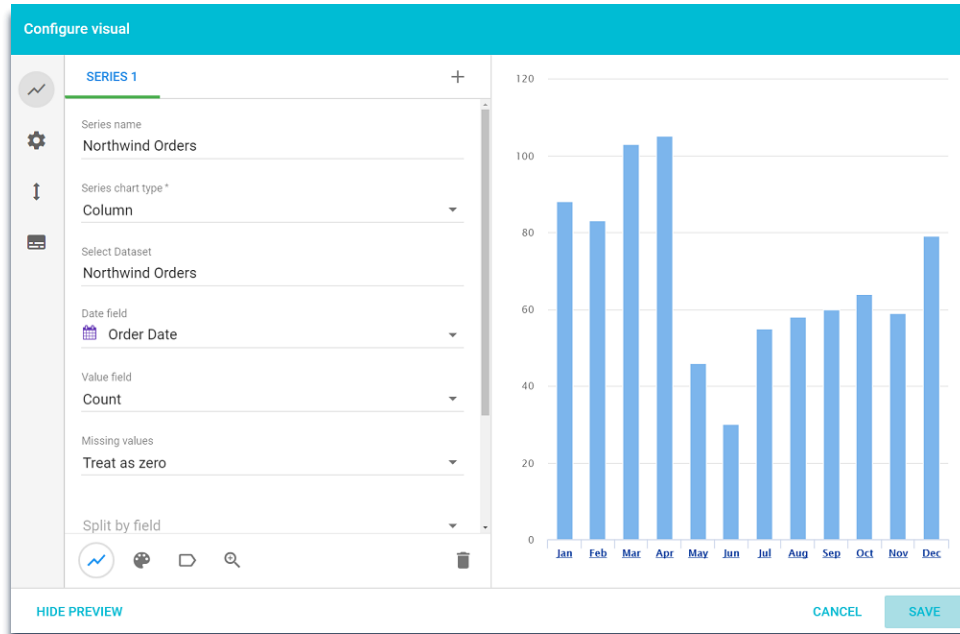 Configure visual
SERIES 1
Series name
Northwind Orders
Series chart type *
Column
Select Dataset
Northwind Orders
Date field
Order Date
Value field
Count
Missing values
Treat as zero
Split by field
120
100
80
60
40
20
0
Jan Feb Mar Apr May Jun Jul Aug Sep Oct Nov Dec
HIDE PREVIEW
CANCEL
SAVE